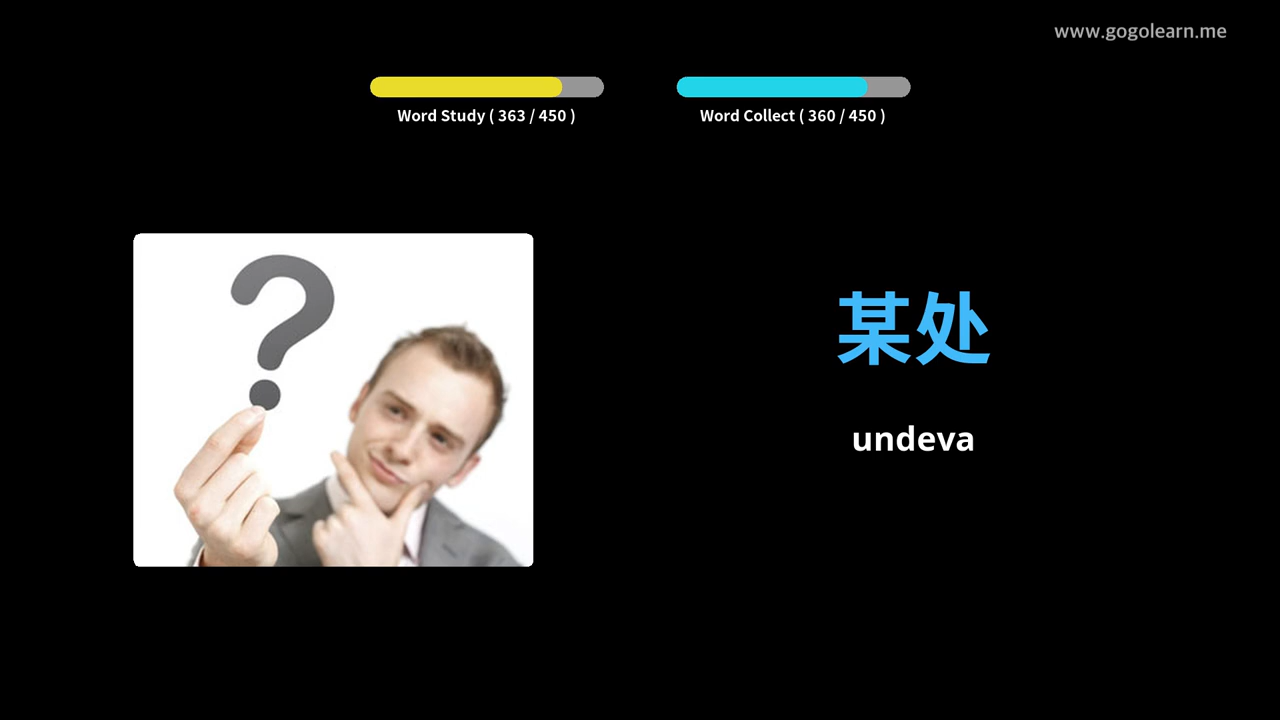 www.gogolearn.me
Word Study ( 363 / 450 )
Word Collect ( 360 / 450 )
?
某处
undeva